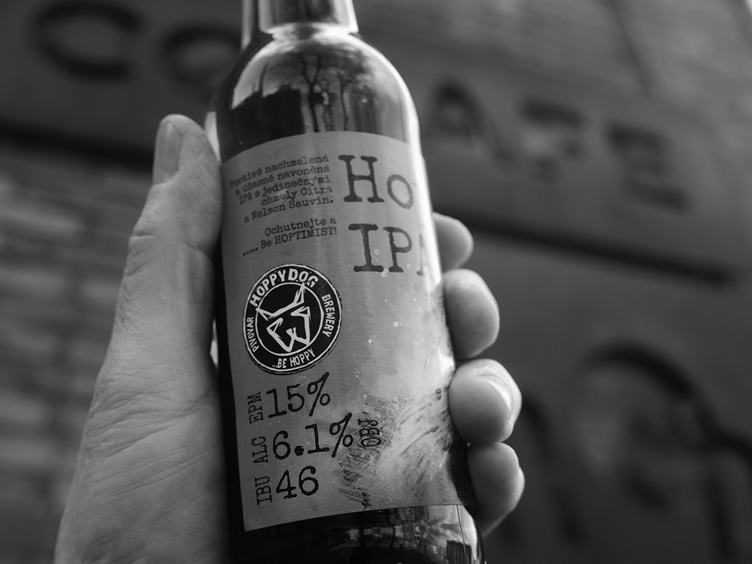 Poctivě nachmelená
a úžasně navoněná
IPA s jedinečnými
chmely Citra
a Nelson Sauvin.
Ochutnejte a
..... Be HOPTIMIST!
Ho
IPA
HOPPYDOG
PIVOVAR
BREWERY
...BE HOPPY
EPM 15%
ALC 6.1% OBJ.
IBU 46